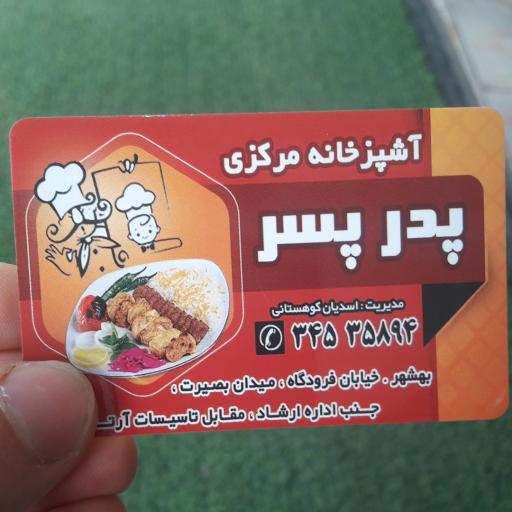 آشپزخانه مرکزی
پدر پسر
مدیریت : اسدیان کوهستانی
۳۴۵ ۳۵۸۹۴
بهشهر . خیابان فرودگاه ، میدان بصیرت ،
جنب اداره ارشاد ، مقابل تاسیسات